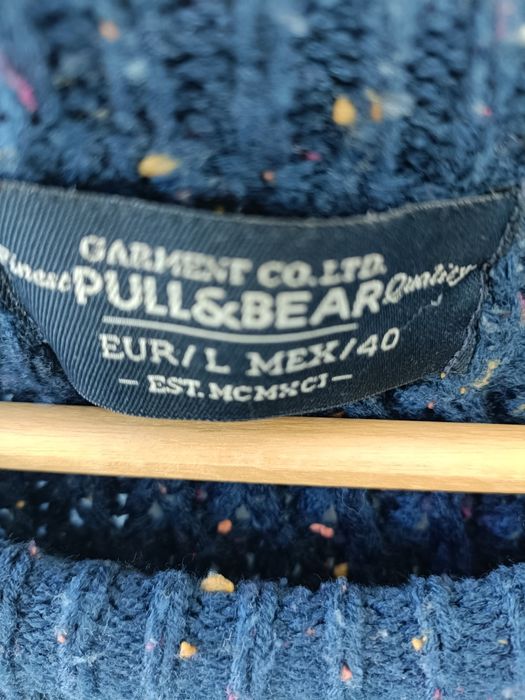 GARMENT CO.LTD.
Finest PULL&BEAR Quality
EUR/L MEX/40
— EST. MCMXCI —